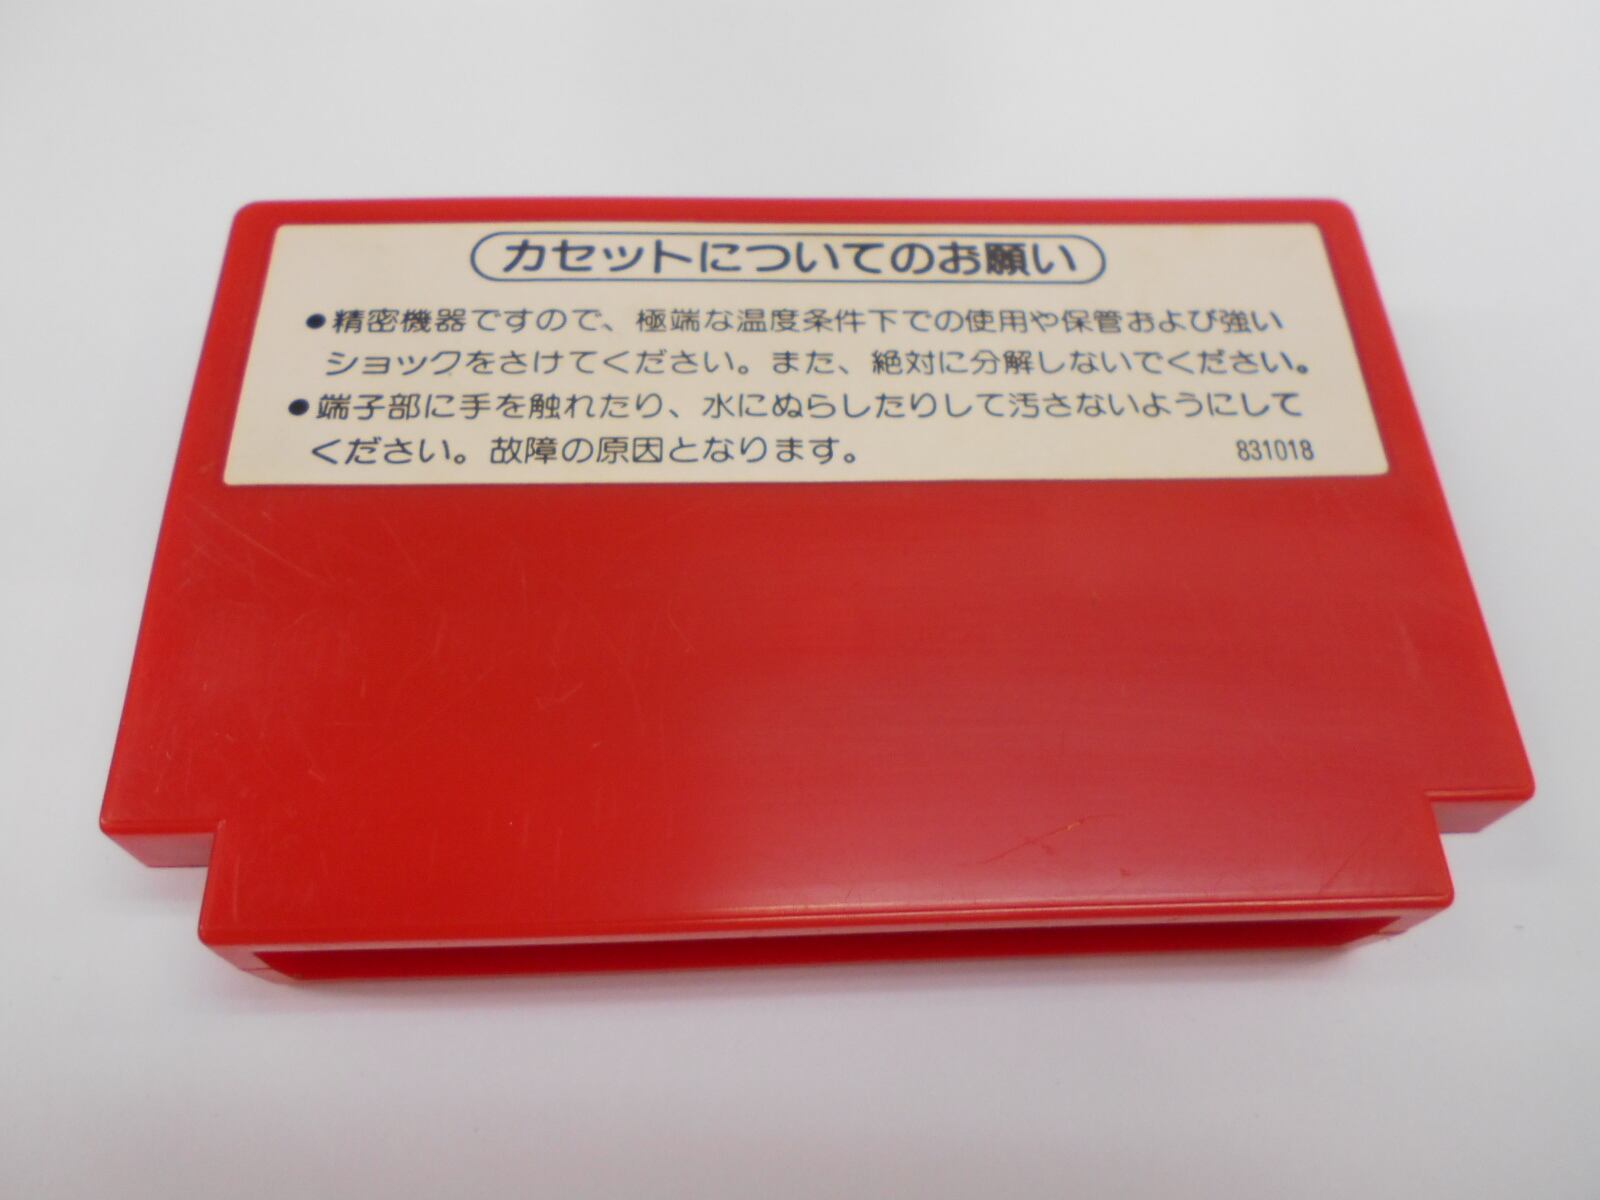 カセットについてのお願い
●精密機器ですので、極端な温度条件下での使用や保管および強い
ショックをさけてください。また、絶対に分解しないでください。
●端子部に手を触れたり、水にぬらしたりして汚さないようにして
ください。故障の原因となります。 831018